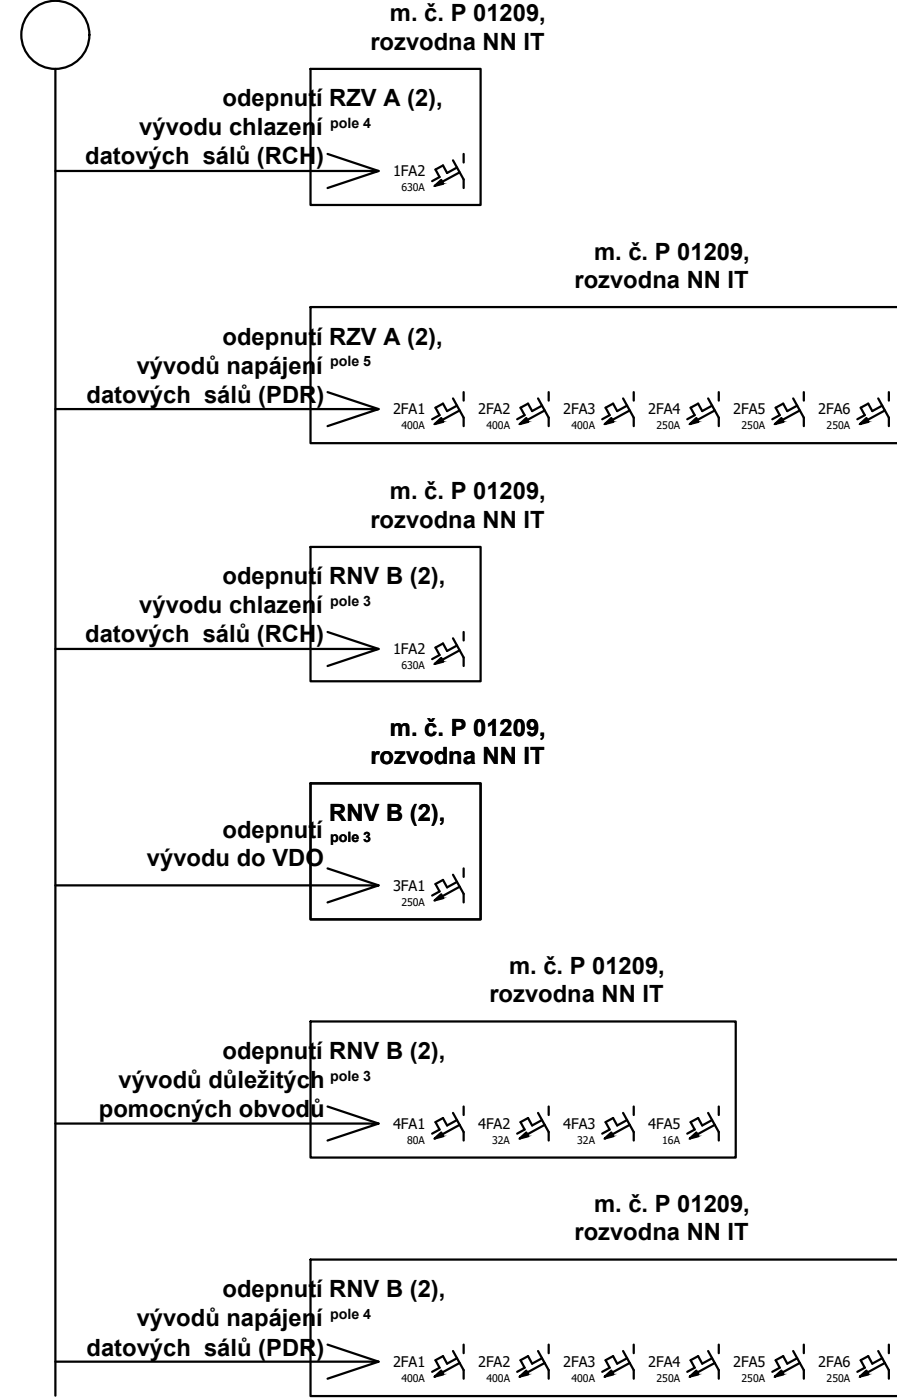 m. č. P 01209,
rozvodna NN IT
odepnutí RZV A (2),
vývodu chlazení pole 4
datových sálů (RCH)
1FA2
630A
m. č. P 01209,
rozvodna NN IT
odepnutí RZV A (2),
vývodů napájení pole 5
datových sálů (PDR)
2FA1 2FA2 2FA3 2FA4 2FA5 2FA6
400A 400A 400A 250A 250A 250A
m. č. P 01209,
rozvodna NN IT
odepnutí RNV B (2),
vývodu chlazení pole 3
datových sálů (RCH)
1FA2
630A
m. č. P 01209,
rozvodna NN IT
RNV B (2),
odepnutí pole 3
vývodu do VDO
3FA1
250A
m. č. P 01209,
rozvodna NN IT
odepnutí RNV B (2),
vývodů důležitých pole 3
pomocných obvodů
4FA1 4FA2 4FA3 4FA5
80A 32A 32A 16A
m. č. P 01209,
rozvodna NN IT
odepnutí RNV B (2),
vývodů napájení pole 4
datových sálů (PDR)
2FA1 2FA2 2FA3 2FA4 2FA5 2FA6
400A 400A 400A 250A 250A 250A